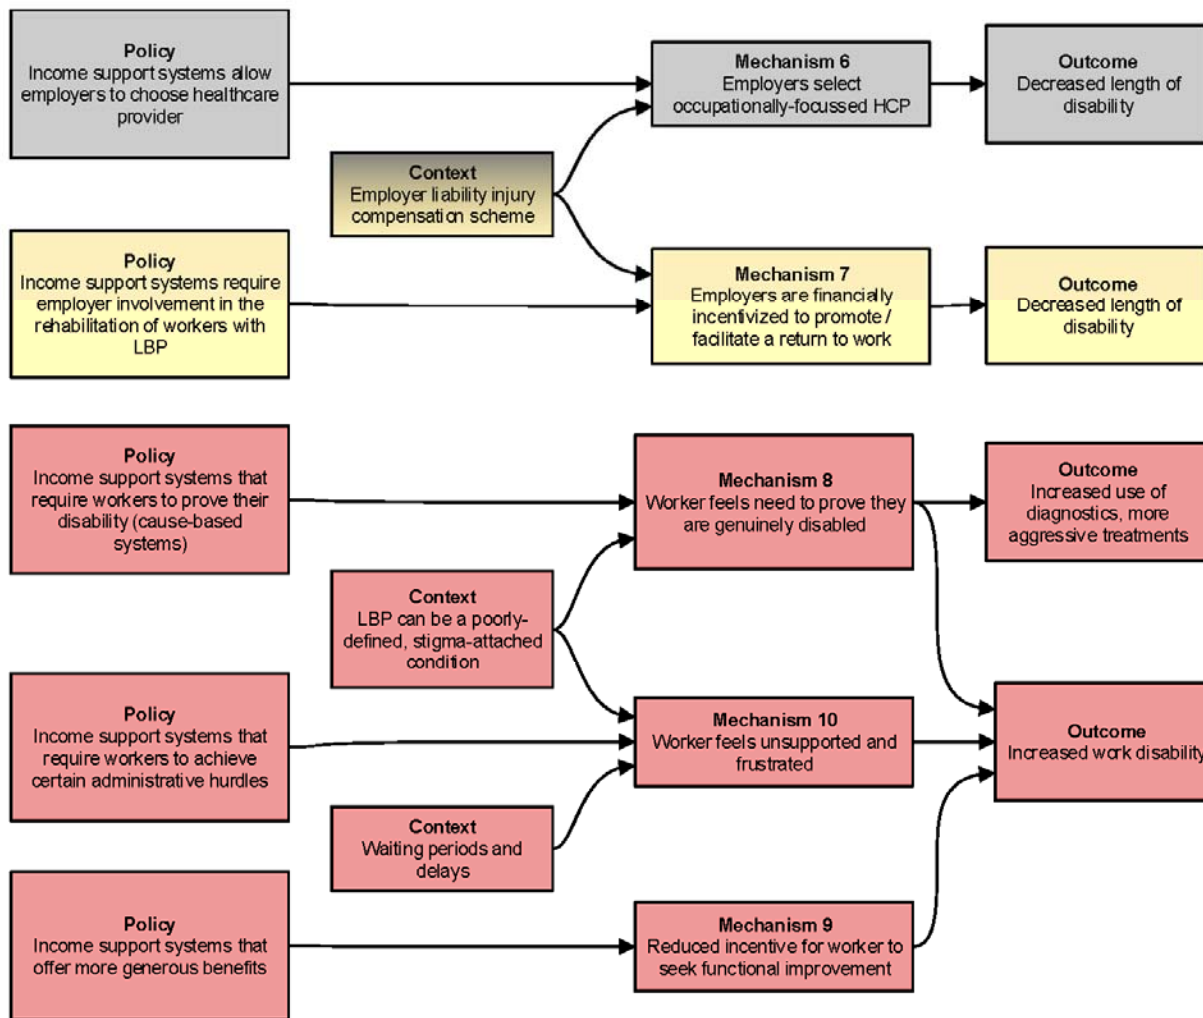 Policy
Income support systems allow
employers to choose healthcare
provider
Mechanism 6
Employers select
occupationally-focussed HCP
Outcome
Decreased length of
disability
Context
Employer liability injury
compensation scheme
Policy
Income support systems require
employer involvement in the
rehabilitation of workers with
LBP
Mechanism 7
Employers are financially
incentivized to promote /
facilitate a return to work
Outcome
Decreased length of
disability
Policy
Income support systems that
require workers to prove their
disability (cause-based
systems)
Mechanism 8
Worker feels need to prove they
are genuinely disabled
Outcome
Increased use of
diagnostics, more
aggressive treatments
Context
LBP can be a poorly-
defined, stigma-attached
condition
Policy
Income support systems that
require workers to achieve
certain administrative hurdles
Mechanism 10
Worker feels unsupported and
frustrated
Outcome
Increased work disability
Context
Waiting periods and
delays
Policy
Income support systems that
offer more generous benefits
Mechanism 9
Reduced incentive for worker to
seek functional improvement